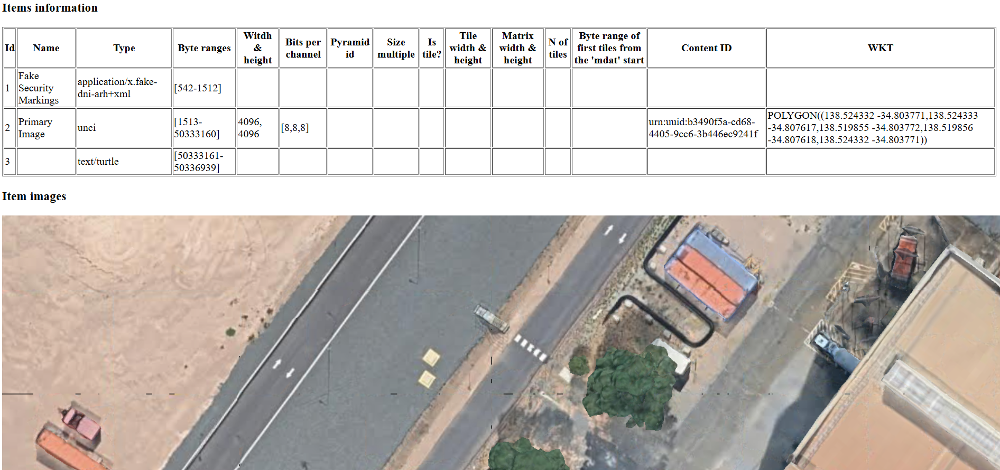 Items information
Id Name Type Byte ranges Witdh & height Bits per channel Pyramid id Size multiple Is tile? Tile width & height Matrix width & height N of tiles Byte range of first tiles from the 'mdat' start Content ID WKT
1 Fake Security Markings application/x.fake-dni-arh+xml [542-1512]
2 Primary Image unci [1513-50333160] 4096, 4096 [8,8,8] urn:uuid:b3490f5a-cd68-4405-9cc6-3b446ec9241f POLYGON((138.524332 -34.803771,138.524333 -34.807617,138.519855 -34.803772,138.519856 -34.807618,138.524332 -34.803771))
3 text/turtle [50333161-50336939]
Item images